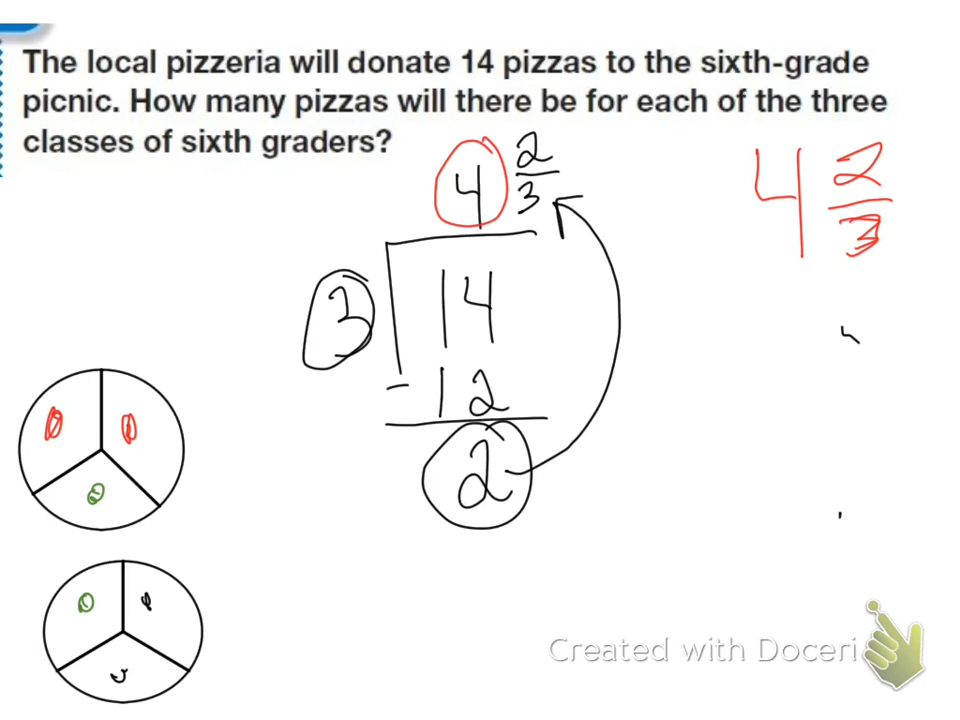 The local pizzeria will donate 14 pizzas to the sixth-grade
picnic. How many pizzas will there be for each of the three
classes of sixth graders?
4 2/3
4 2/3
3 14
- 12
2
Created with Doceri